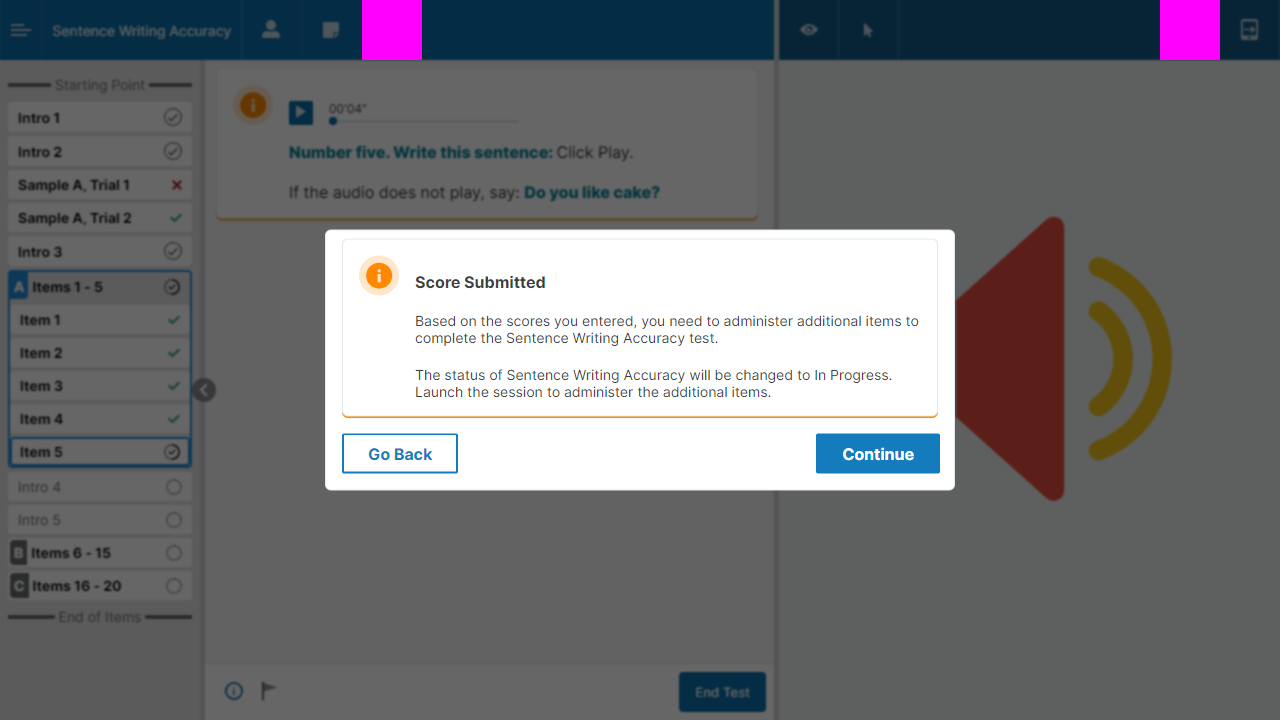 Sentence Writing Accuracy
Starting Point
Intro 1
Intro 2
Sample A, Trial 1
Sample A, Trial 2
Intro 3
A Items 1 - 5
Item 1
Item 2
Item 3
Item 4
Item 5
Intro 4
Intro 5
B Items 6 - 15
C Items 16 - 20
End of Items
00'04"
Number five. Write this sentence: Click Play.
If the audio does not play, say: Do you like cake?
Score Submitted
Based on the scores you entered, you need to administer additional items to
complete the Sentence Writing Accuracy test.
The status of Sentence Writing Accuracy will be changed to In Progress.
Launch the session to administer the additional items.
Go Back
Continue
End Test